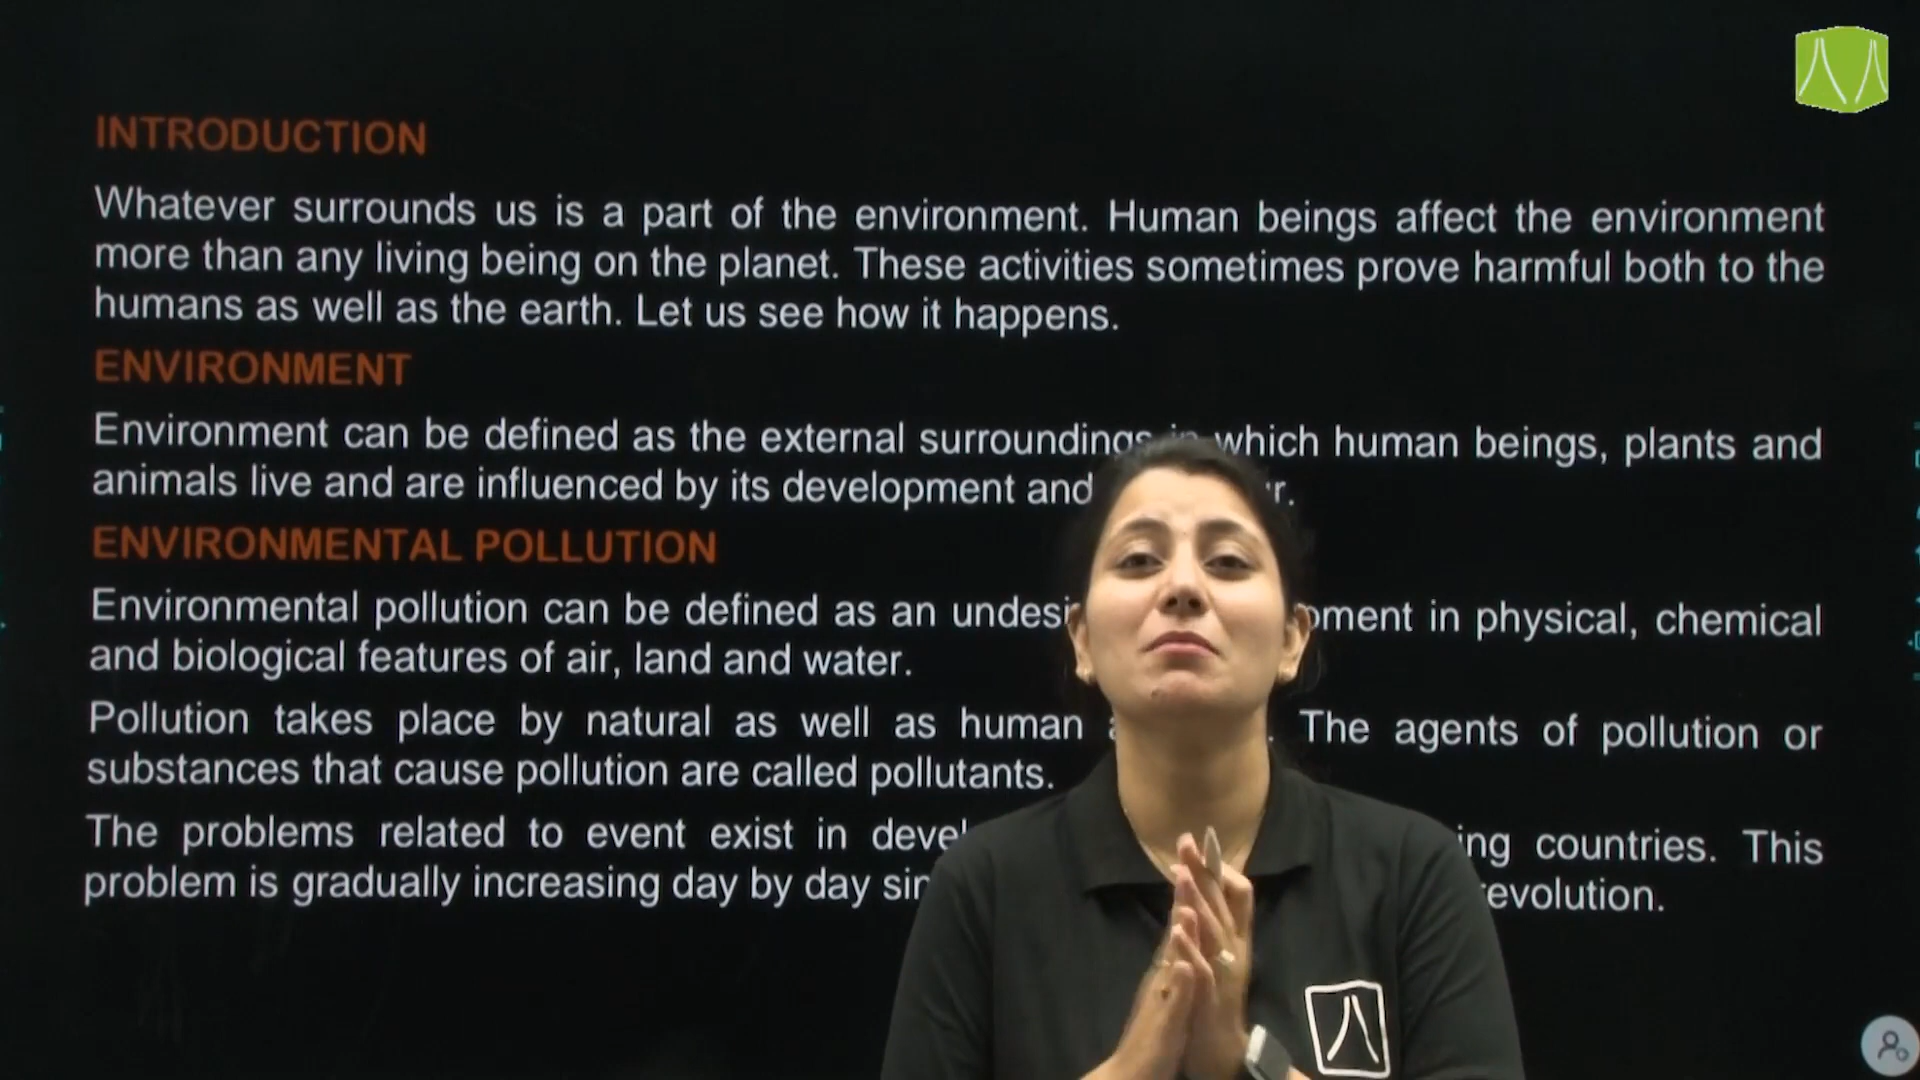 INTRODUCTION
Whatever surrounds us is a part of the environment. Human beings affect the environment
more than any living being on the planet. These activities sometimes prove harmful both to the
humans as well as the earth. Let us see how it happens.
ENVIRONMENT
Environment can be defined as the external surroundings in which human beings, plants and
animals live and are influenced by its development and
ENVIRONMENTAL POLLUTION
Environmental pollution can be defined as an in physical, chemical
and biological features of air, land and water.
Pollution takes place by natural as well as human The agents of pollution or
substances that cause pollution are called pollutants.
The problems related to event exist in countries. This
problem is gradually increasing day by day revolution.